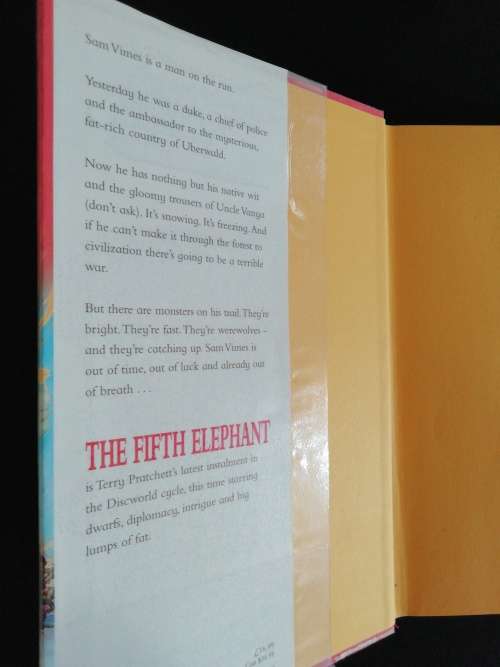 Sam Vimes is a man on the run.
Yesterday he was a duke, a chief of police
and the ambassador to the mysterious,
fat-rich country of Uberwald.
Now he has nothing but his native wit
and the gloomy trousers of Uncle Vanya
(don't ask). It's snowing. It's freezing. And
if he can't make it through the forest to
civilization there's going to be a terrible
war.
But there are monsters on his trail. They're
bright. They're fast. They're werewolves –
and they're catching up. Sam Vimes is
out of time, out of luck and already out
of breath . . .
THE FIFTH ELEPHANT
is Terry Pratchett's latest instalment in
the Discworld cycle, this time starring
dwarfs, diplomacy, intrigue and big
lumps of fat.